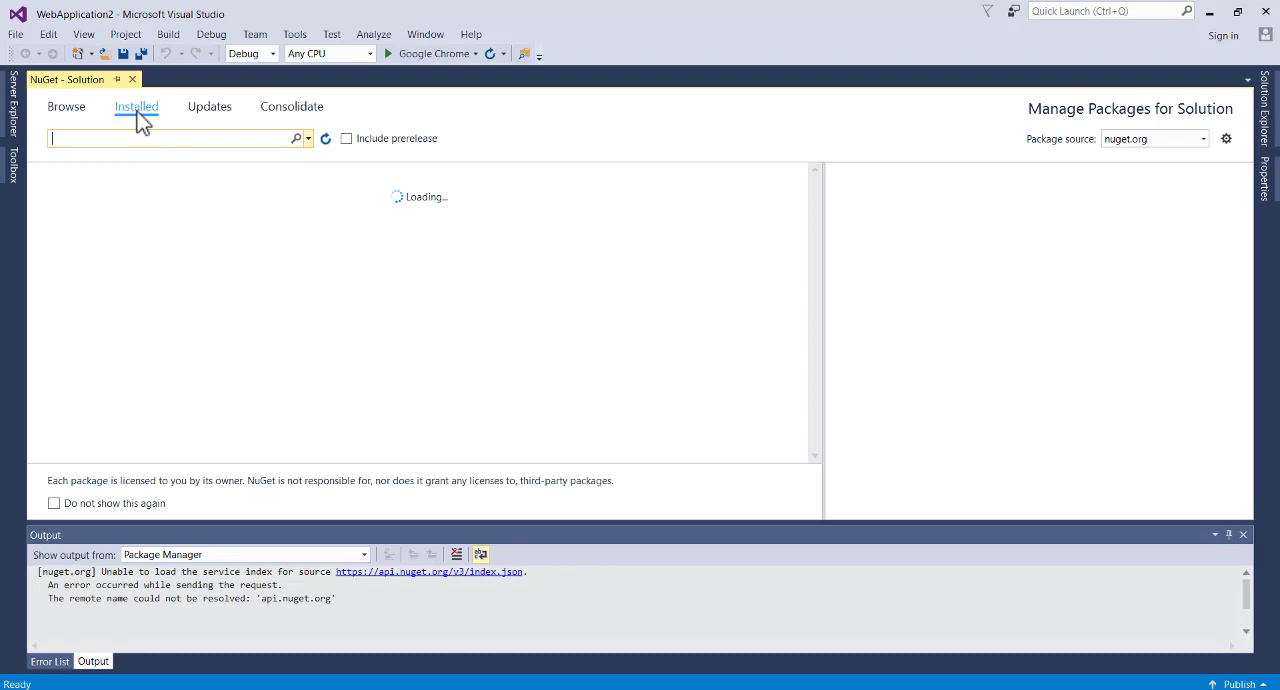 WebApplication2 - Microsoft Visual Studio
Quick Launch (Ctrl+Q)
File Edit View Project Build Debug Team Tools Test Analyze Window Help
Sign in
Debug Any CPU Google Chrome
NuGet - Solution
Server Explorer
Toolbox
Solution Explorer
Properties
Browse Installed Updates Consolidate
Manage Packages for Solution
Include prerelease
Package source: nuget.org
Loading...
Each package is licensed to you by its owner. NuGet is not responsible for, nor does it grant any licenses to, third-party packages.
Do not show this again
Output
Show output from: Package Manager
[nuget.org] Unable to load the service index for source https://api.nuget.org/v3/index.json.
An error occurred while sending the request.
The remote name could not be resolved: 'api.nuget.org'
Error List Output
Ready
Publish